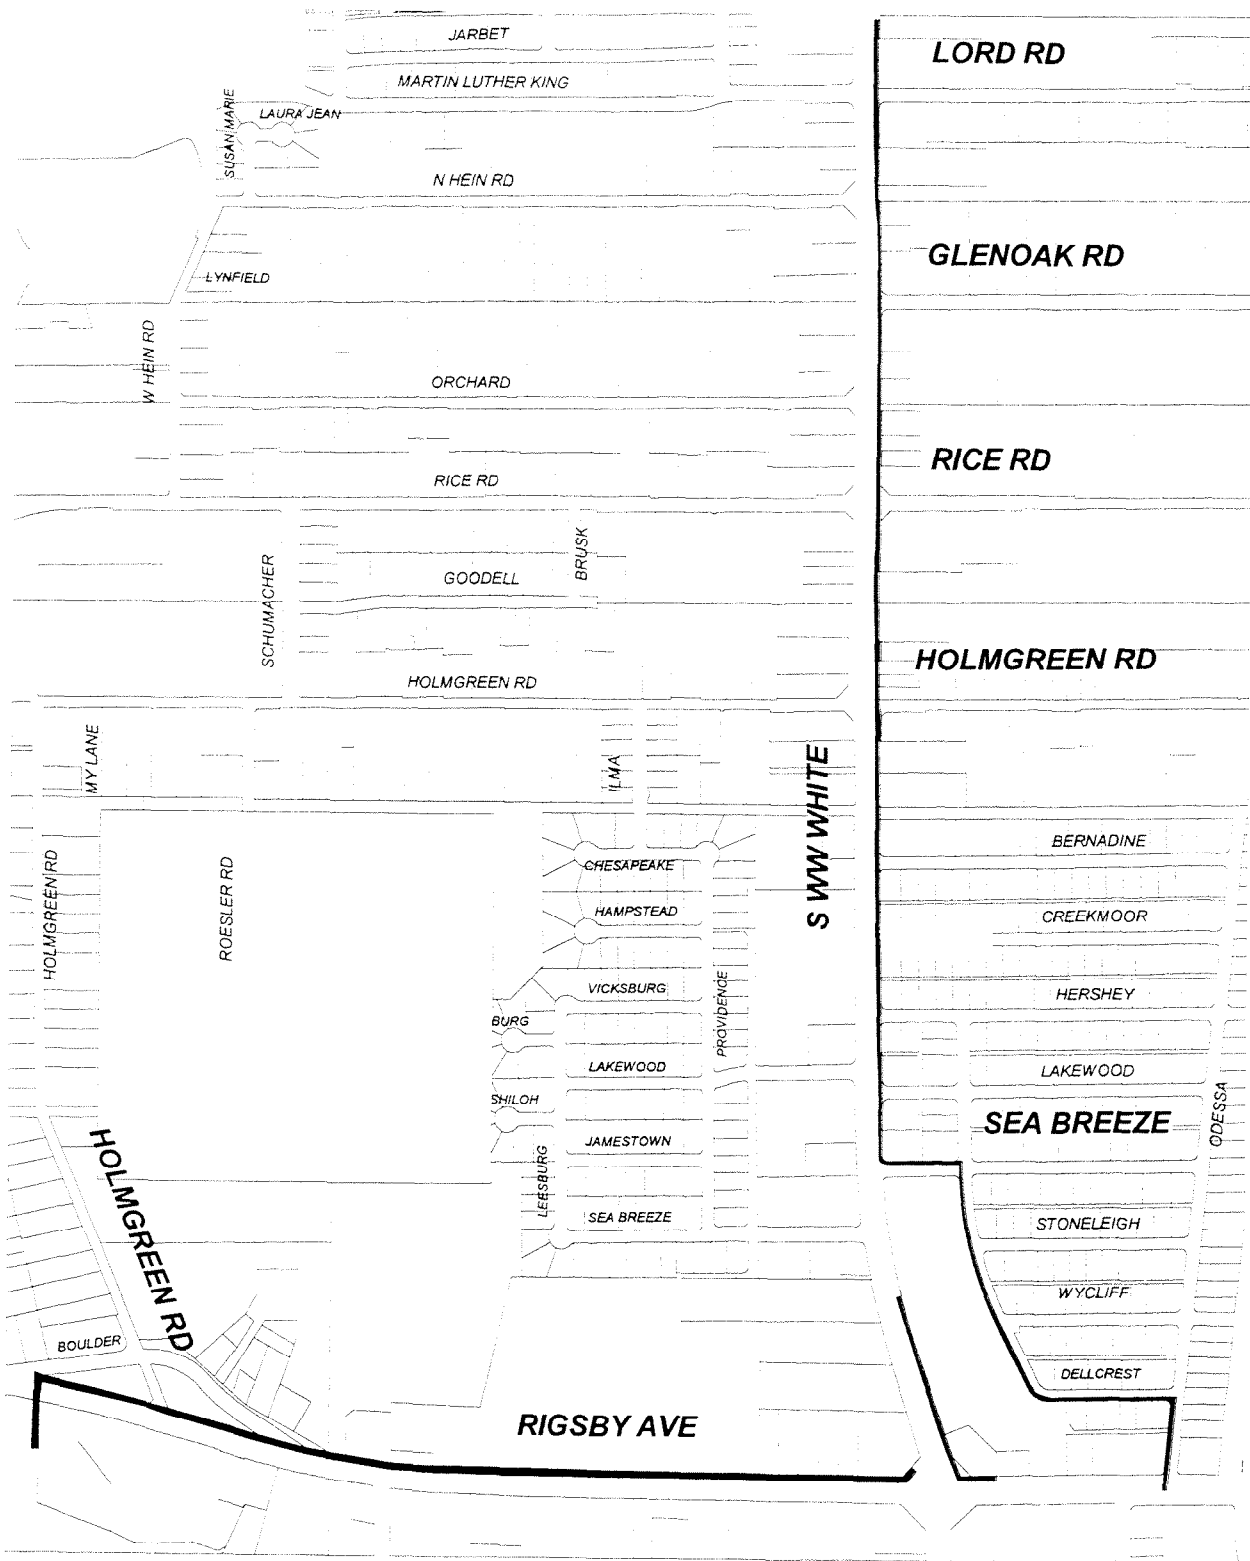 JARBET
LORD RD
MARTIN LUTHER KING
SUSAN MARIE
LAURA JEAN
N HEIN RD
GLENOAK RD
LYNFIELD
W HEIN RD
ORCHARD
RICE RD
RICE RD
BRUSK
GOODELL
SCHUMACHER
HOLMGREEN RD
HOLMGREEN RD
MY LANE
ILMA
S WW WHITE
BERNADINE
CHESAPEAKE
HOLMGREEN RD
ROESLER RD
HAMPSTEAD
CREEKMOOR
VICKSBURG
HERSHEY
PROVIDENCE
BURG
LAKEWOOD
LAKEWOOD
SHILOH
ODESSA
SEA BREEZE
JAMESTOWN
LEESBURG
SEA BREEZE
STONELEIGH
HOLMGREEN RD
WYCLIFF
BOULDER
DELLCREST
RIGSBY AVE